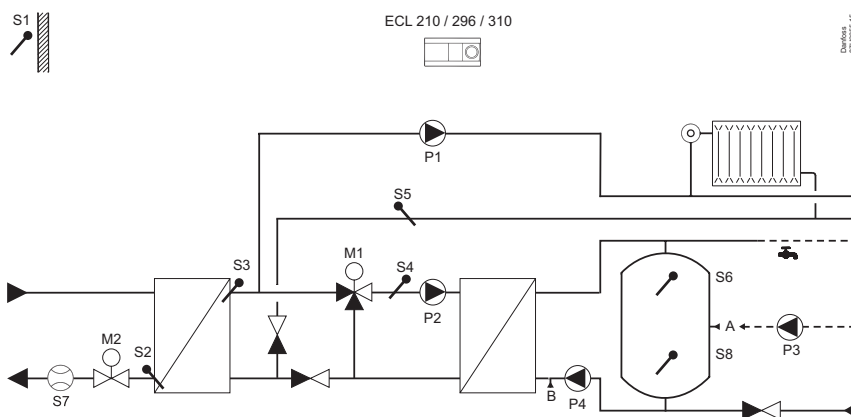 S1
ECL 210 / 296 / 310
Danfoss
P1
S5
M1
S3
S4
S6
P2
A
M2
S2
S8
P3
S7
B
P4